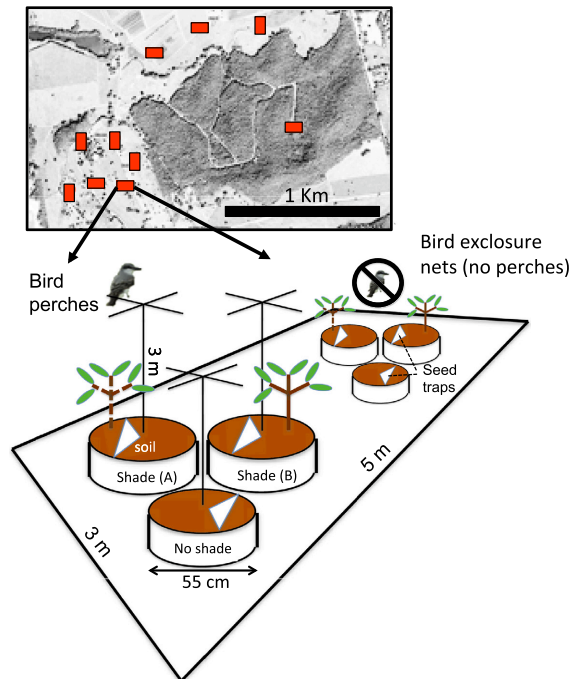 1 Km
Bird exclosure
nets (no perches)
Bird
perches
3 m
Seed
traps
soil
Shade (A)
Shade (B)
5 m
No shade
3 m
55 cm